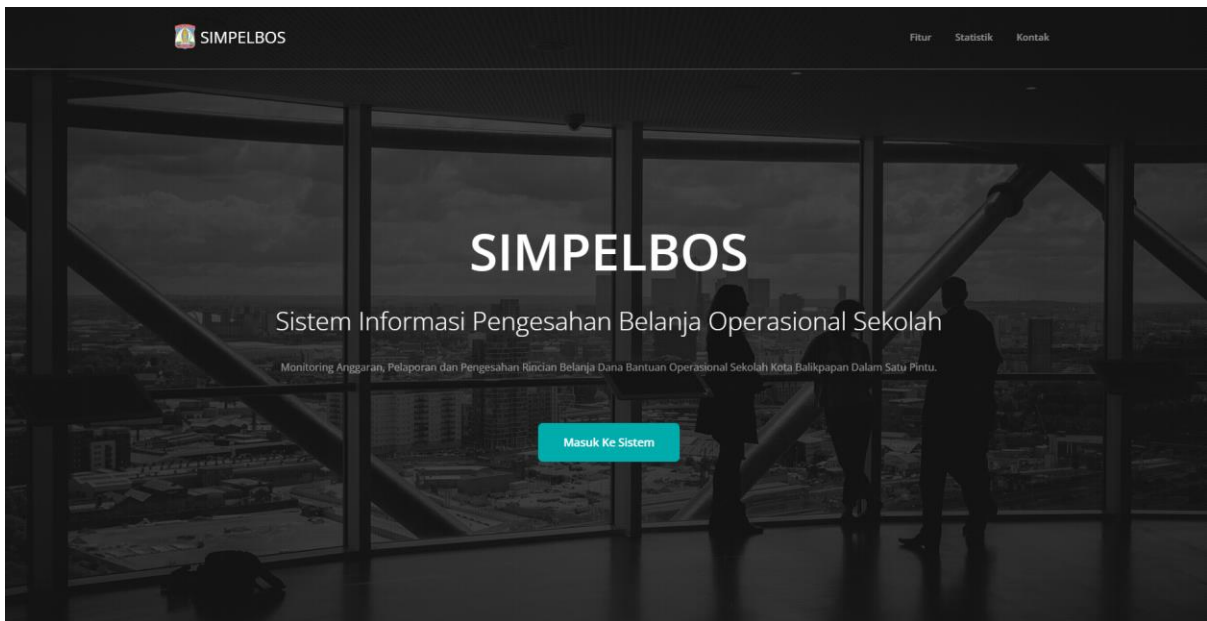 SIMPELBOS
Fitur Statistik Kontak
SIMPELBOS
Sistem Informasi Pengesahan Belanja Operasional Sekolah
Monitoring Anggaran, Pelaporan dan Pengesahan Rincian Belanja Dana Bantuan Operasional Sekolah Kota Balikpapan Dalam Satu Pintu.
Masuk Ke Sistem